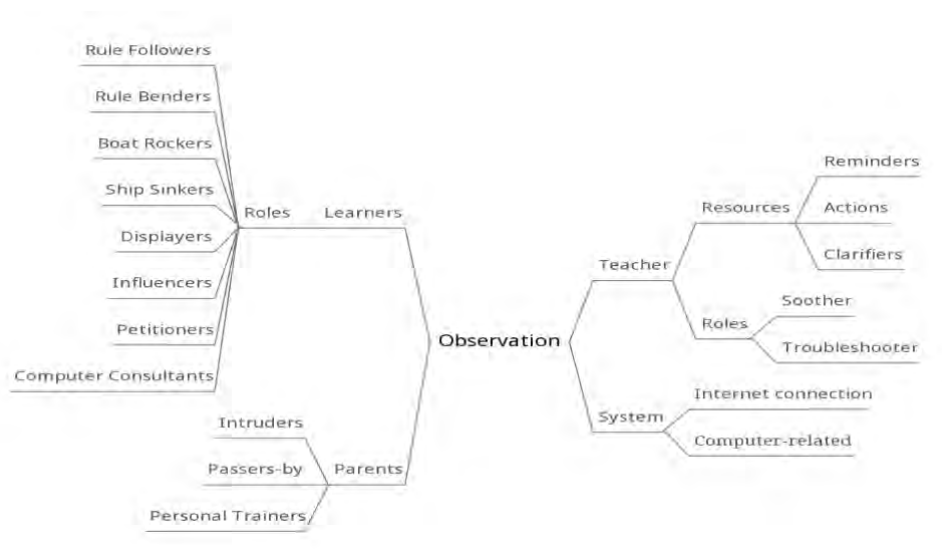 Rule Followers
Rule Benders
Boat Rockers
Ship Sinkers
Displayers
Influencers
Petitioners
Computer Consultants
Roles
Learners
Intruders
Passers-by
Personal Trainers
Parents
Observation
Teacher
Resources
Reminders
Actions
Clarifiers
Roles
Soother
Troubleshooter
System
Internet connection
Computer-related